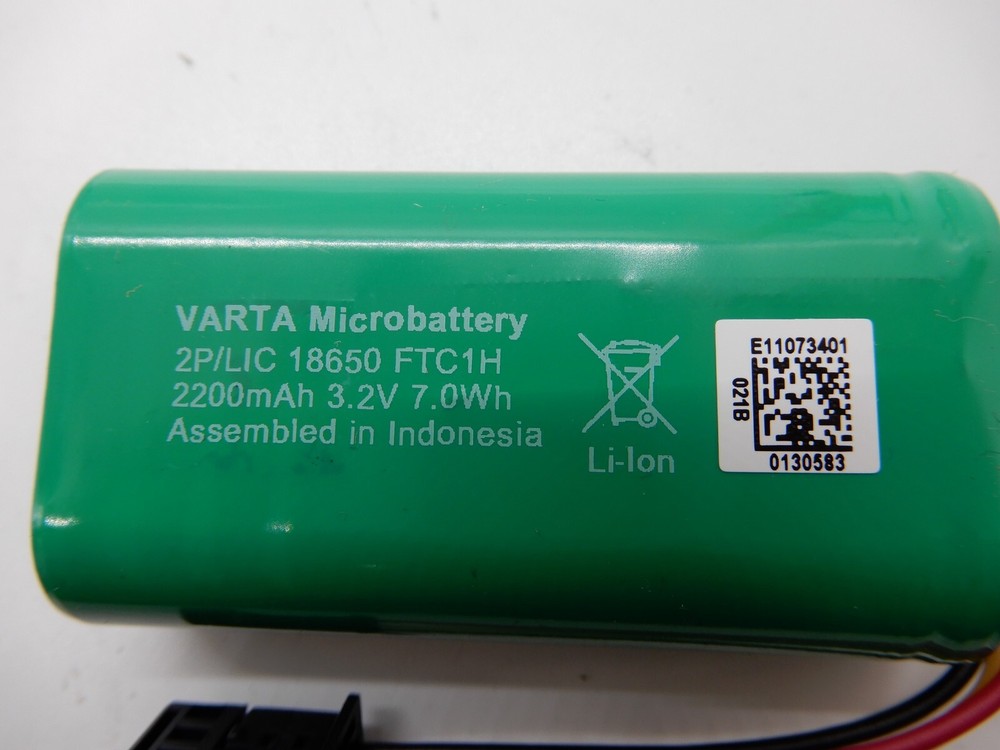 VARTA Microbattery
2P/LIC 18650 FTC1H
2200mAh 3.2V 7.0Wh
Assembled in Indonesia
Li-Ion
E11073401
021B
0130583